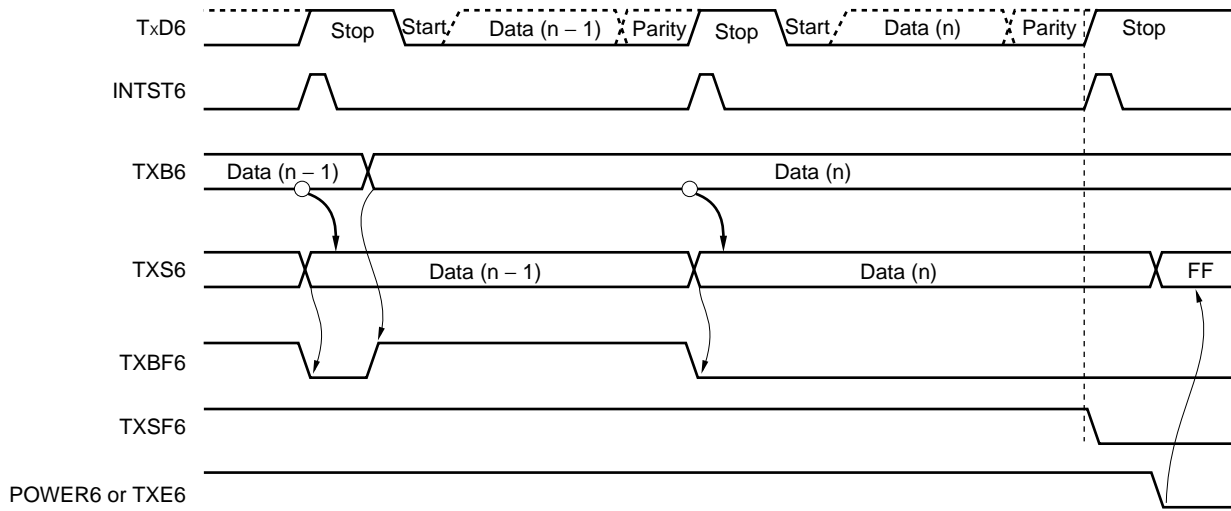 TxD6 Stop Start Data (n – 1) Parity Stop Start Data (n) Parity Stop
INTST6
TXB6 Data (n – 1) Data (n)
TXS6 Data (n – 1) Data (n) FF
TXBF6
TXSF6
POWER6 or TXE6